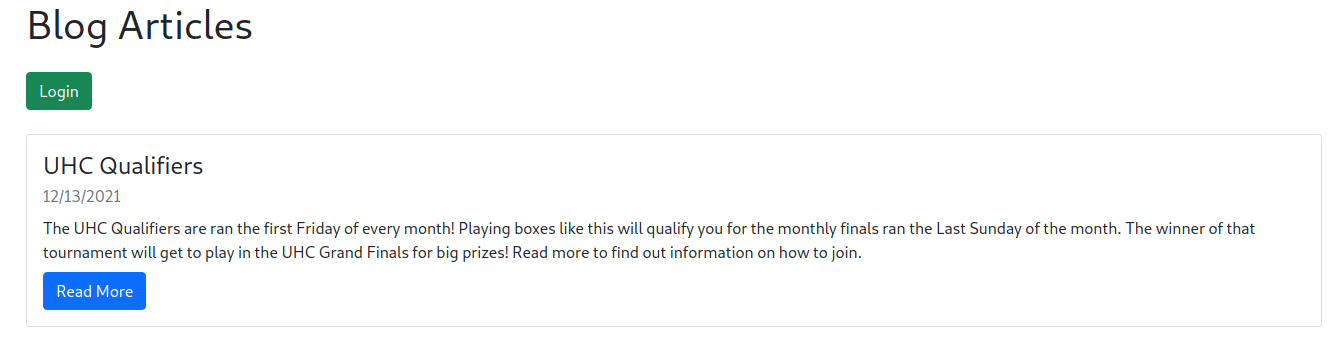 Blog Articles
Login
UHC Qualifiers
12/13/2021
The UHC Qualifiers are ran the first Friday of every month! Playing boxes like this will qualify you for the monthly finals ran the Last Sunday of the month. The winner of that
tournament will get to play in the UHC Grand Finals for big prizes! Read more to find out information on how to join.
Read More